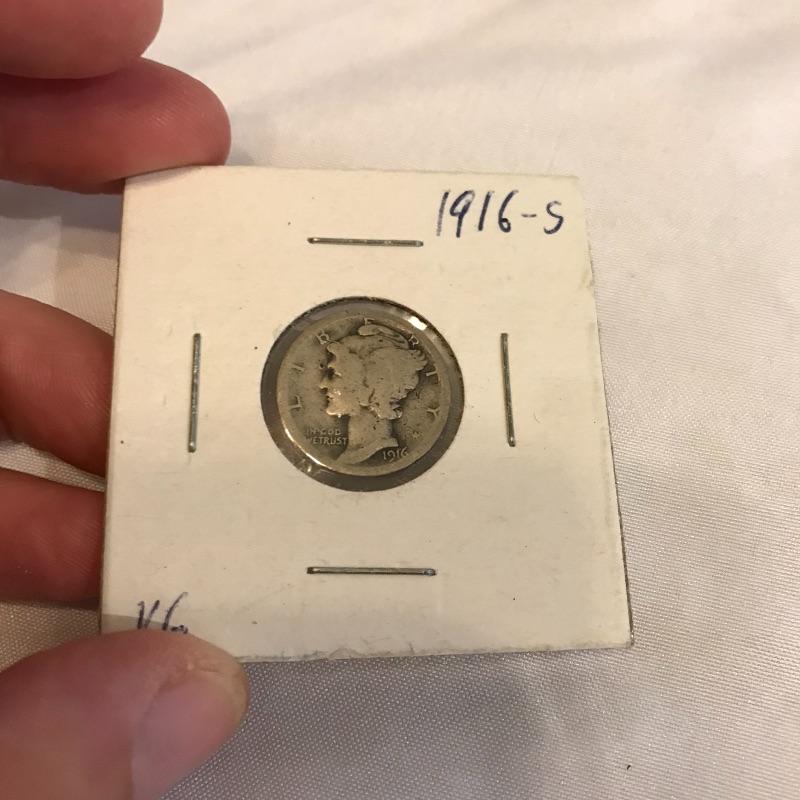 1916-S
LIBERTY
IN GOD
WE TRUST
1916
VG